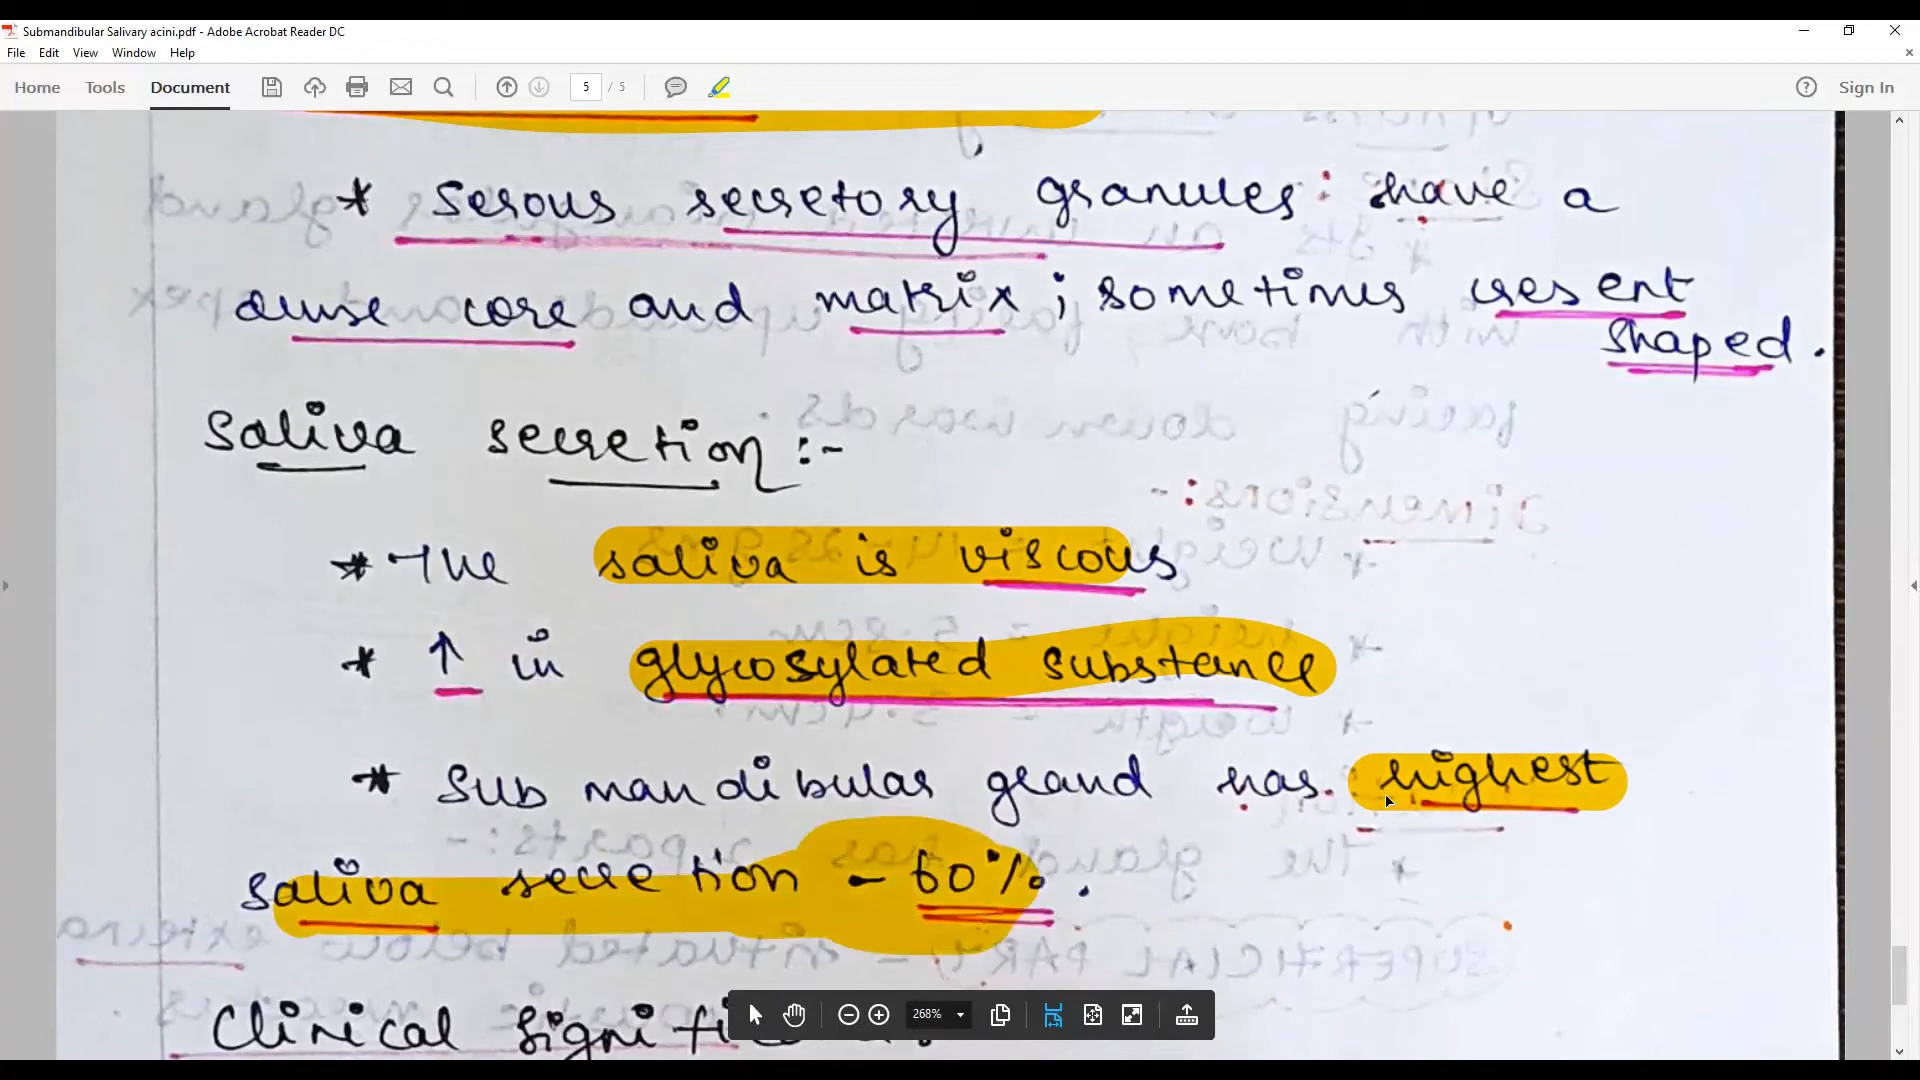 Submandibular Salivary acini.pdf - Adobe Acrobat Reader DC
File Edit View Window Help
Home Tools Document 5 / 5 Sign In
* Serous secretory granules : have a
dense core and matrix ; sometimes cresent
shaped.
Saliva secretion :-
* The saliva is viscous
* ↑ in glycosylated substance
* Sub mandibular gland has highest
saliva secretion - 60% .
Clinical
268%